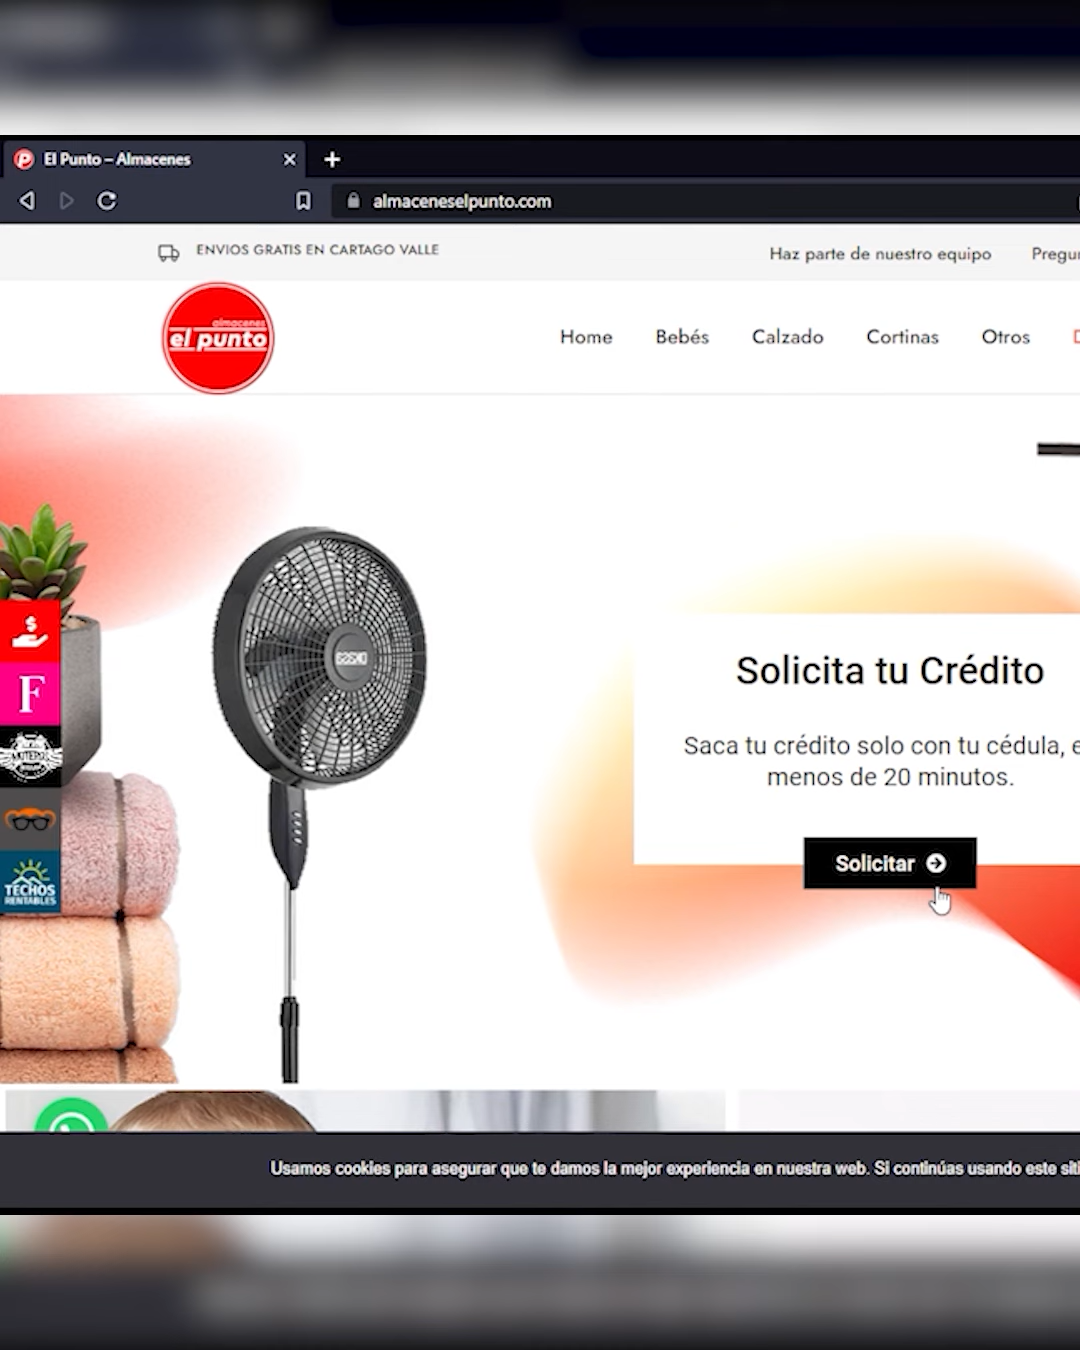 El Punto – Almacenes
almaceneselpunto.com
ENVIOS GRATIS EN CARTAGO VALLE
Haz parte de nuestro equipo
almacenes
el punto
Home
Bebés
Calzado
Cortinas
Otros
$
F
Solicita tu Crédito
Saca tu crédito solo con tu cédula,
menos de 20 minutos.
Solicitar
TECHOS
RENTABLES
Usamos cookies para asegurar que te damos la mejor experiencia en nuestra web. Si continúas usando este